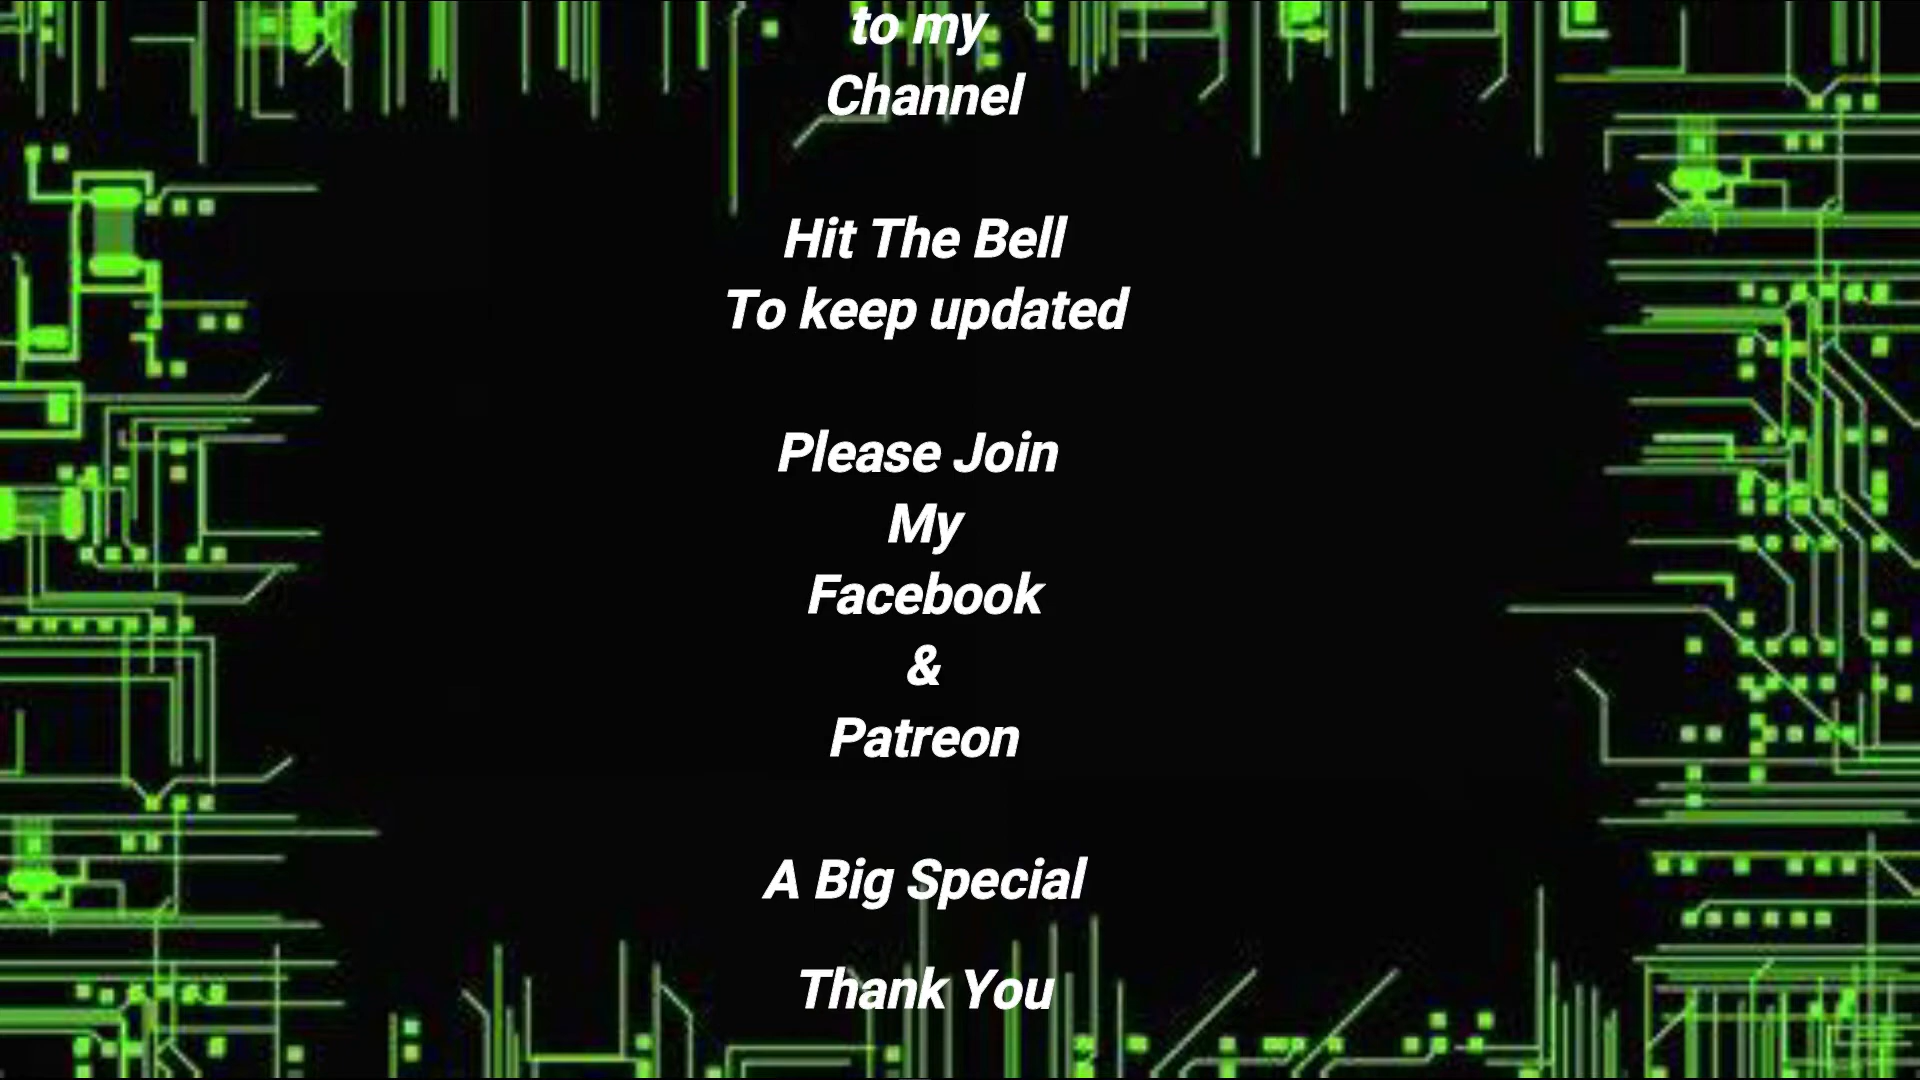 to my
Channel
Hit The Bell
To keep updated
Please Join
My
Facebook
&
Patreon
A Big Special
Thank You